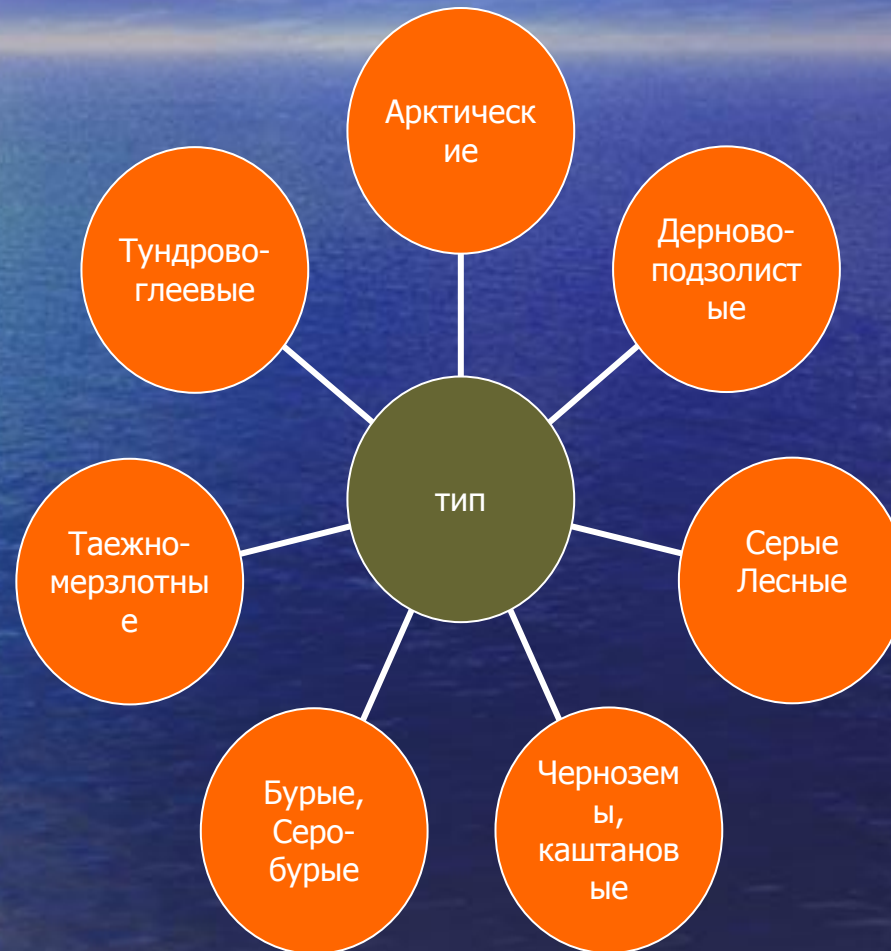 Арктическ
ие
Дерново-
подзолист
ые
Серые
Лесные
Чернозем
ы,
каштанов
ые
Бурые,
Серо-
бурые
Таежно-
мерзлотны
е
Тундрово-
глеевые
тип